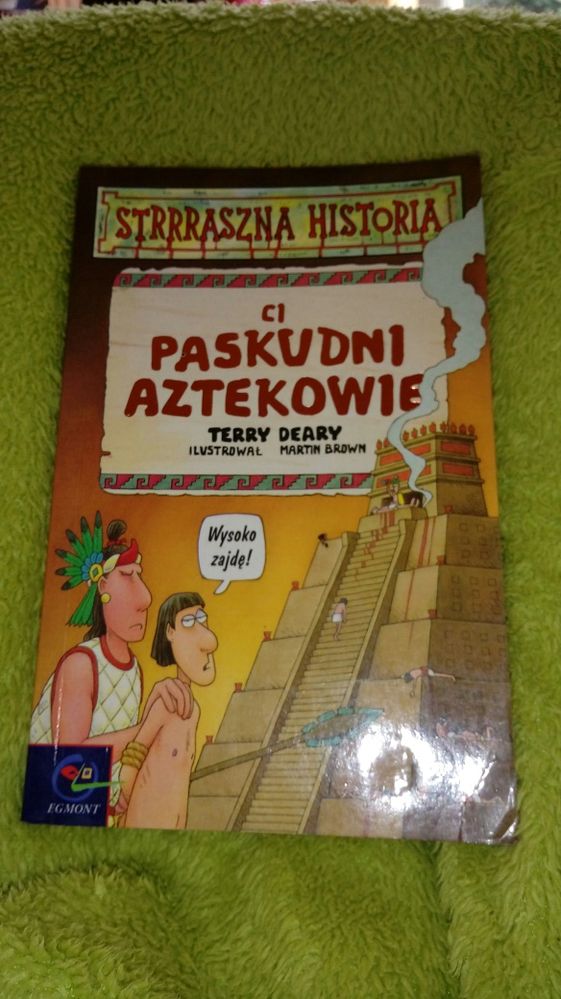 STRRRASZNA HISTORIA
CI
PASKUDNI
AZTEKOWIE
TERRY DEARY
ILUSTROWAŁ MARTIN BROWN
Wysoko
zajdę!
EGMONT